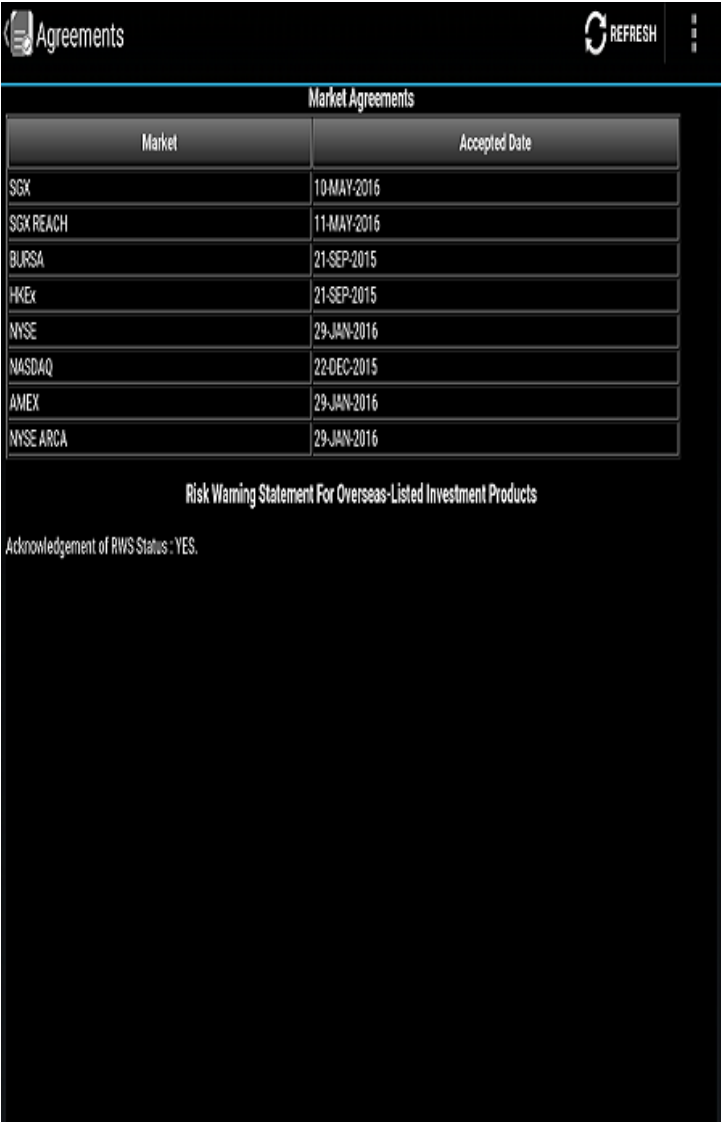 Agreements
REFRESH
Market Agreements
Market Accepted Date
SGX 10-MAY-2016
SGX REACH 11-MAY-2016
BURSA 21-SEP-2015
HKEx 21-SEP-2015
NYSE 29-JAN-2016
NASDAQ 22-DEC-2015
AMEX 29-JAN-2016
NYSE ARCA 29-JAN-2016
Risk Warning Statement For Overseas-Listed Investment Products
Acknowledgement of RWS Status : YES.